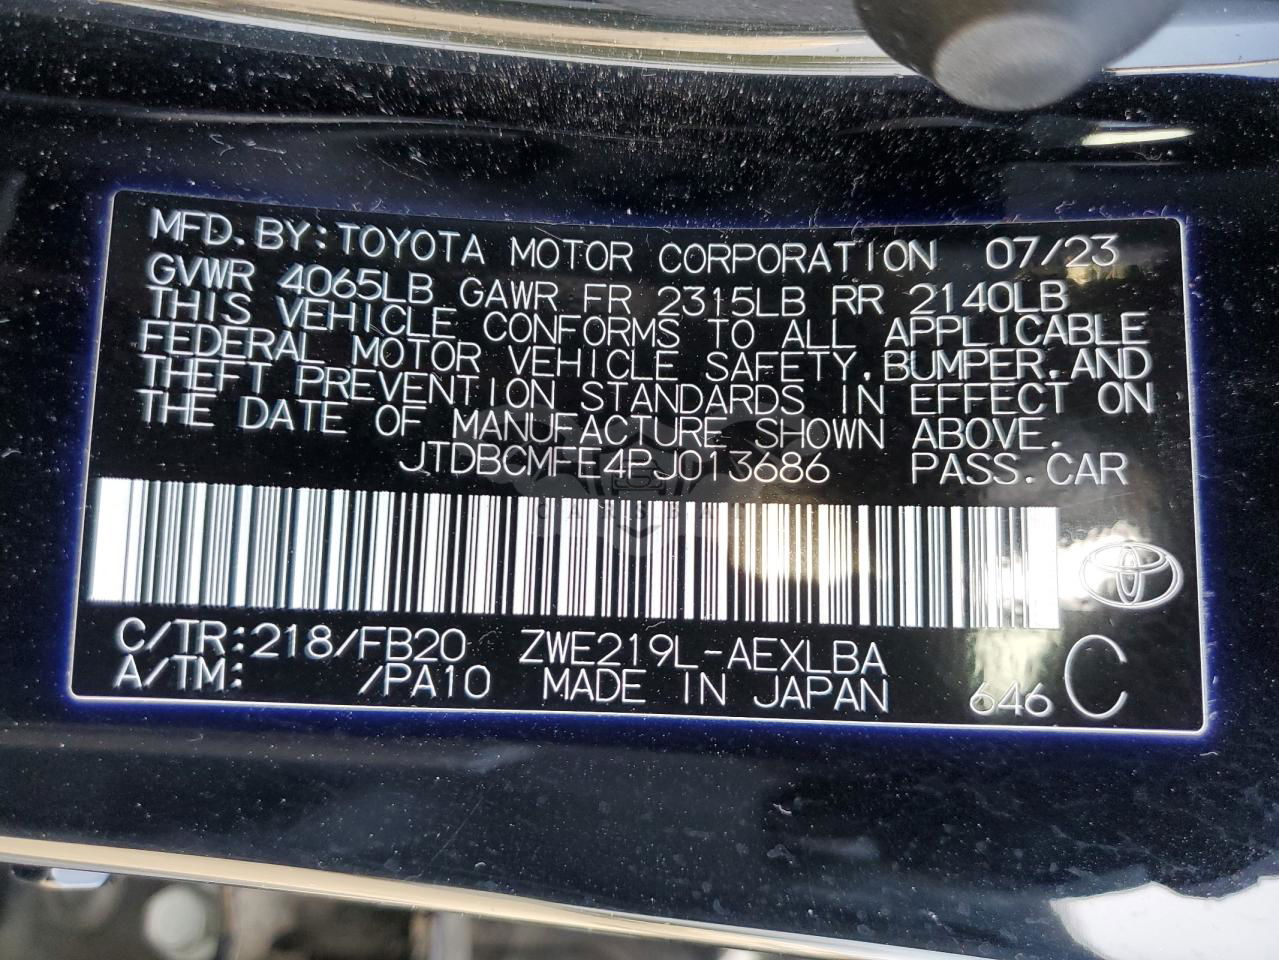 MFD.BY:TOYOTA MOTOR CORPORATION 07/23
GVWR 4065LB GAWR FR 2315LB RR 2140LB
THIS VEHICLE CONFORMS TO ALL APPLICABLE
FEDERAL MOTOR VEHICLE SAFETY,BUMPER,AND
THEFT PREVENTION STANDARDS IN EFFECT ON
THE DATE OF MANUFACTURE SHOWN ABOVE.
JTDBCMFE4PJ013686 PASS.CAR
C/TR:218/FB20 ZWE219L-AEXLBA
A/TM: /PA10 MADE IN JAPAN 646 C